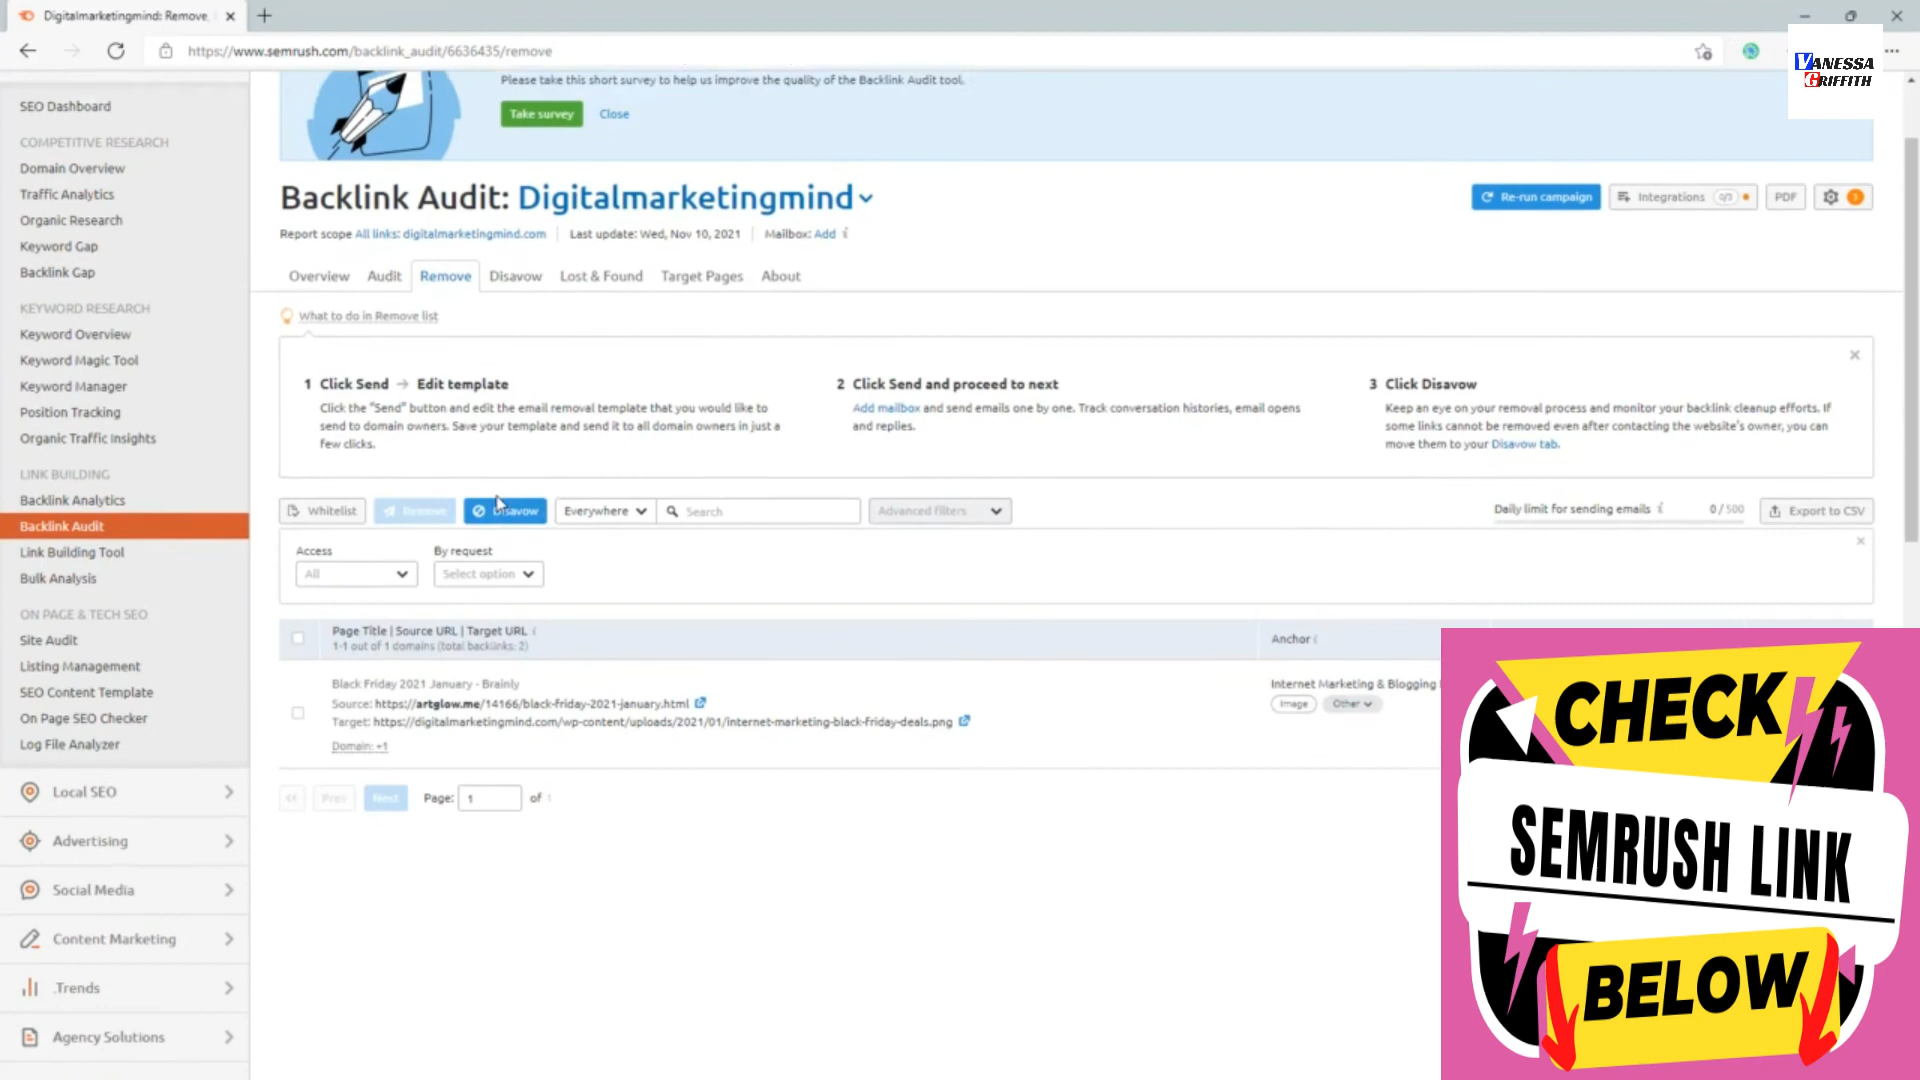 Digitalmarketingmind: Remove,
https://www.semrush.com/backlink_audit/6636435/remove
VANESSA
GRIFFITH
Please take this short survey to help us improve the quality of the Backlink Audit tool.
Take survey
Close
SEO Dashboard
COMPETITIVE RESEARCH
Domain Overview
Traffic Analytics
Organic Research
Keyword Gap
Backlink Gap
KEYWORD RESEARCH
Keyword Overview
Keyword Magic Tool
Keyword Manager
Position Tracking
Organic Traffic Insights
LINK BUILDING
Backlink Analytics
Backlink Audit
Link Building Tool
Bulk Analysis
ON PAGE & TECH SEO
Site Audit
Listing Management
SEO Content Template
On Page SEO Checker
Log File Analyzer
Local SEO
Advertising
Social Media
Content Marketing
.Trends
Agency Solutions
Backlink Audit: Digitalmarketingmind
Re-run campaign
Integrations 0/3
PDF
1
Report scope All links: digitalmarketingmind.com
Last update: Wed, Nov 10, 2021
Mailbox: Add
Overview
Audit
Remove
Disavow
Lost & Found
Target Pages
About
What to do in Remove list
1 Click Send → Edit template
Click the "Send" button and edit the email removal template that you would like to
send to domain owners. Save your template and send it to all domain owners in just a
few clicks.
2 Click Send and proceed to next
Add mailbox and send emails one by one. Track conversation histories, email opens
and replies.
3 Click Disavow
Keep an eye on your removal process and monitor your backlink cleanup efforts. If
some links cannot be removed even after contacting the website's owner, you can
move them to your Disavow tab.
Whitelist
Remove
Disavow
Everywhere
Search
Advanced filters
Daily limit for sending emails
0 / 500
Export to CSV
Access
All
By request
Select option
Page Title | Source URL | Target URL
1-1 out of 1 domains (total backlinks: 2)
Anchor
Black Friday 2021 January - Brainly
Source: https://artglow.me/14166/black-friday-2021-january.html
Target: https://digitalmarketingmind.com/wp-content/uploads/2021/01/internet-marketing-black-friday-deals.png
Domain: +1
Internet Marketing & Blogging
Image
Other
Prev
Next
Page:
1
of 1
CHECK
SEMRUSH LINK
BELOW